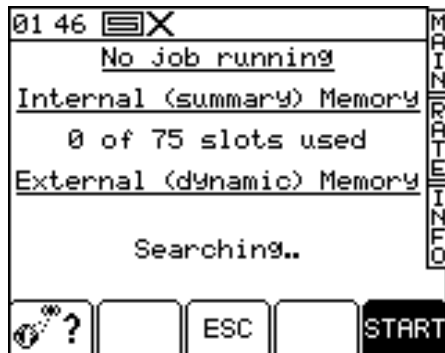 01 46
No job running
Internal (summary) Memory
0 of 75 slots used
External (dynamic) Memory
Searching..
? ESC START
MAIN
RATE
INFO